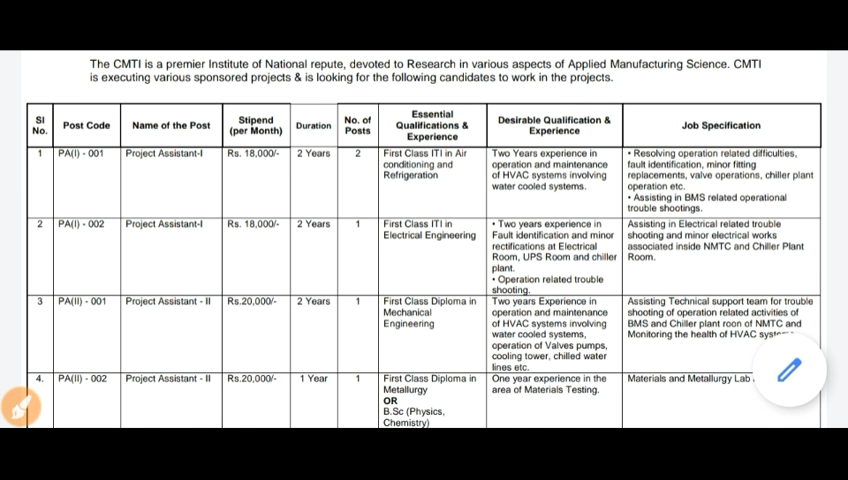 The CMTI is a premier Institute of National repute, devoted to Research in various aspects of Applied Manufacturing Science. CMTI
is executing various sponsored projects & is looking for the following candidates to work in the projects.
Sl No.
Post Code
Name of the Post
Stipend
(per Month)
Duration
No. of
Posts
Essential
Qualifications &
Experience
Desirable Qualification &
Experience
Job Specification
1
PA(I) - 001
Project Assistant-I
Rs. 18,000/-
2 Years
2
First Class ITI in Air
conditioning and
Refrigeration
Two Years experience in
operation and maintenance
of HVAC systems involving
water cooled systems.
• Resolving operation related difficulties,
fault identification, minor fitting
replacements, valve operations, chiller plant
operation etc.
• Assisting in BMS related operational
trouble shootings.
2
PA(I) - 002
Project Assistant-I
Rs. 18,000/-
2 Years
1
First Class ITI in
Electrical Engineering
• Two years experience in
Fault identification and minor
rectifications at Electrical
Room, UPS Room and chiller
plant.
• Operation related trouble
shooting.
Assisting in Electrical related trouble
shooting and minor electrical works
associated inside NMTC and Chiller Plant
Room.
3
PA(II) - 001
Project Assistant - II
Rs.20,000/-
2 Years
1
First Class Diploma in
Mechanical
Engineering
Two years Experience in
operation and maintenance
of HVAC systems involving
water cooled systems,
operation of Valves pumps,
cooling tower, chilled water
lines etc.
Assisting Technical support team for trouble
shooting of operation related activities of
BMS and Chiller plant roon of NMTC and
Monitoring the health of HVAC
4.
PA(II) - 002
Project Assistant - II
Rs.20,000/-
1 Year
1
First Class Diploma in
Metallurgy
OR
B.Sc (Physics,
Chemistry)
One year experience in the
area of Materials Testing.
Materials and Metallurgy Lab